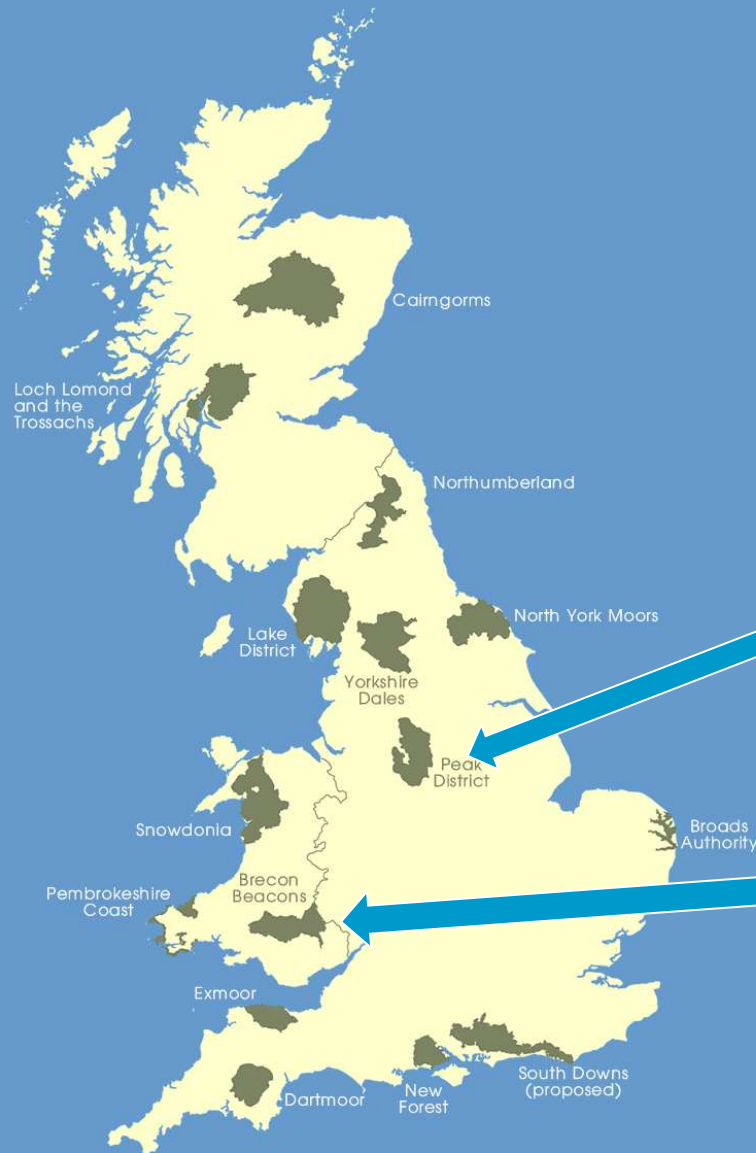 Cairngorms
Loch Lomond
and the
Trossachs
Northumberland
North York Moors
Lake
District
Yorkshire
Dales
Peak
District
Snowdonia
Broads
Authority
Brecon
Beacons
Pembrokeshire
Coast
Exmoor
Dartmoor
New
Forest
South Downs
(proposed)